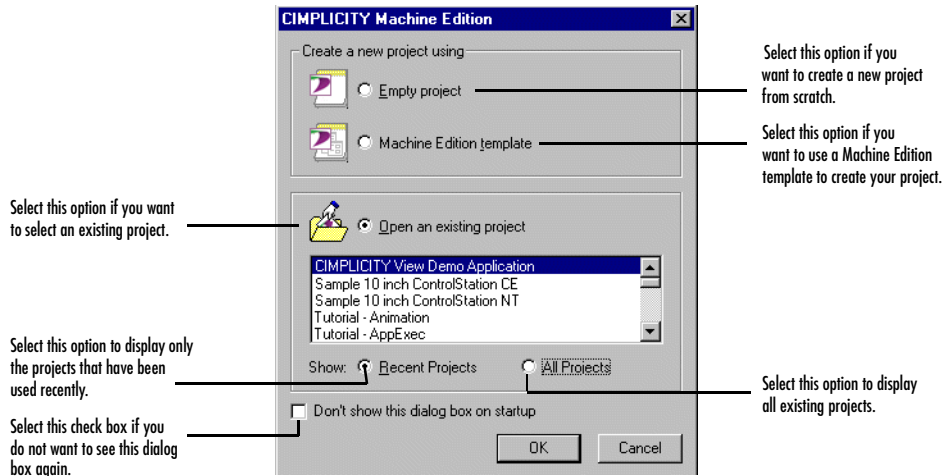 CIMPLICITY Machine Edition
Create a new project using
Empty project
Machine Edition template
Open an existing project
CIMPLICITY View Demo Application
Sample 10 inch ControlStation CE
Sample 10 inch ControlStation NT
Tutorial - Animation
Tutorial - AppExec
Show:
Recent Projects
All Projects
Don't show this dialog box on startup
OK
Cancel
Select this option if you
want to create a new project
from scratch.
Select this option if you
want to use a Machine Edition
template to create your project.
Select this option if you want
to select an existing project.
Select this option to display only
the projects that have been
used recently.
Select this check box if you
do not want to see this dialog
box again.
Select this option to display
all existing projects.